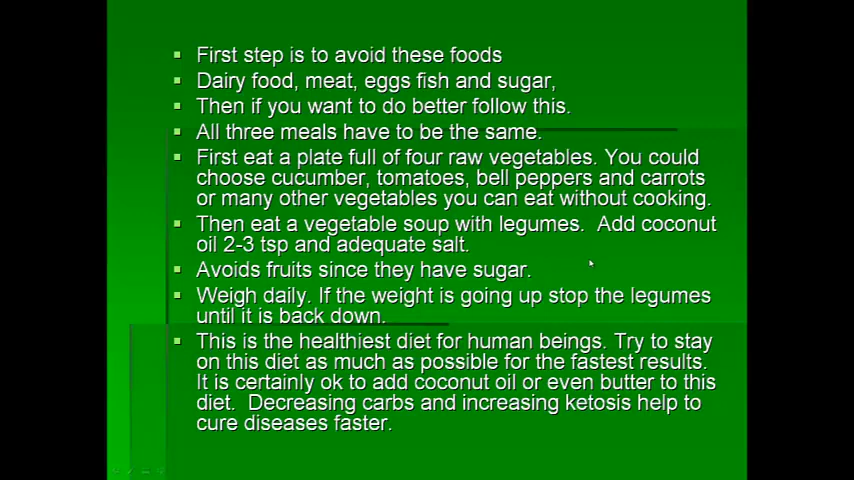 First step is to avoid these foods
Dairy food, meat, eggs fish and sugar,
Then if you want to do better follow this.
All three meals have to be the same.
First eat a plate full of four raw vegetables. You could
choose cucumber, tomatoes, bell peppers and carrots
or many other vegetables you can eat without cooking.
Then eat a vegetable soup with legumes. Add coconut
oil 2-3 tsp and adequate salt.
Avoids fruits since they have sugar.
Weigh daily. If the weight is going up stop the legumes
until it is back down.
This is the healthiest diet for human beings. Try to stay
on this diet as much as possible for the fastest results.
It is certainly ok to add coconut oil or even butter to this
diet. Decreasing carbs and increasing ketosis help to
cure diseases faster.